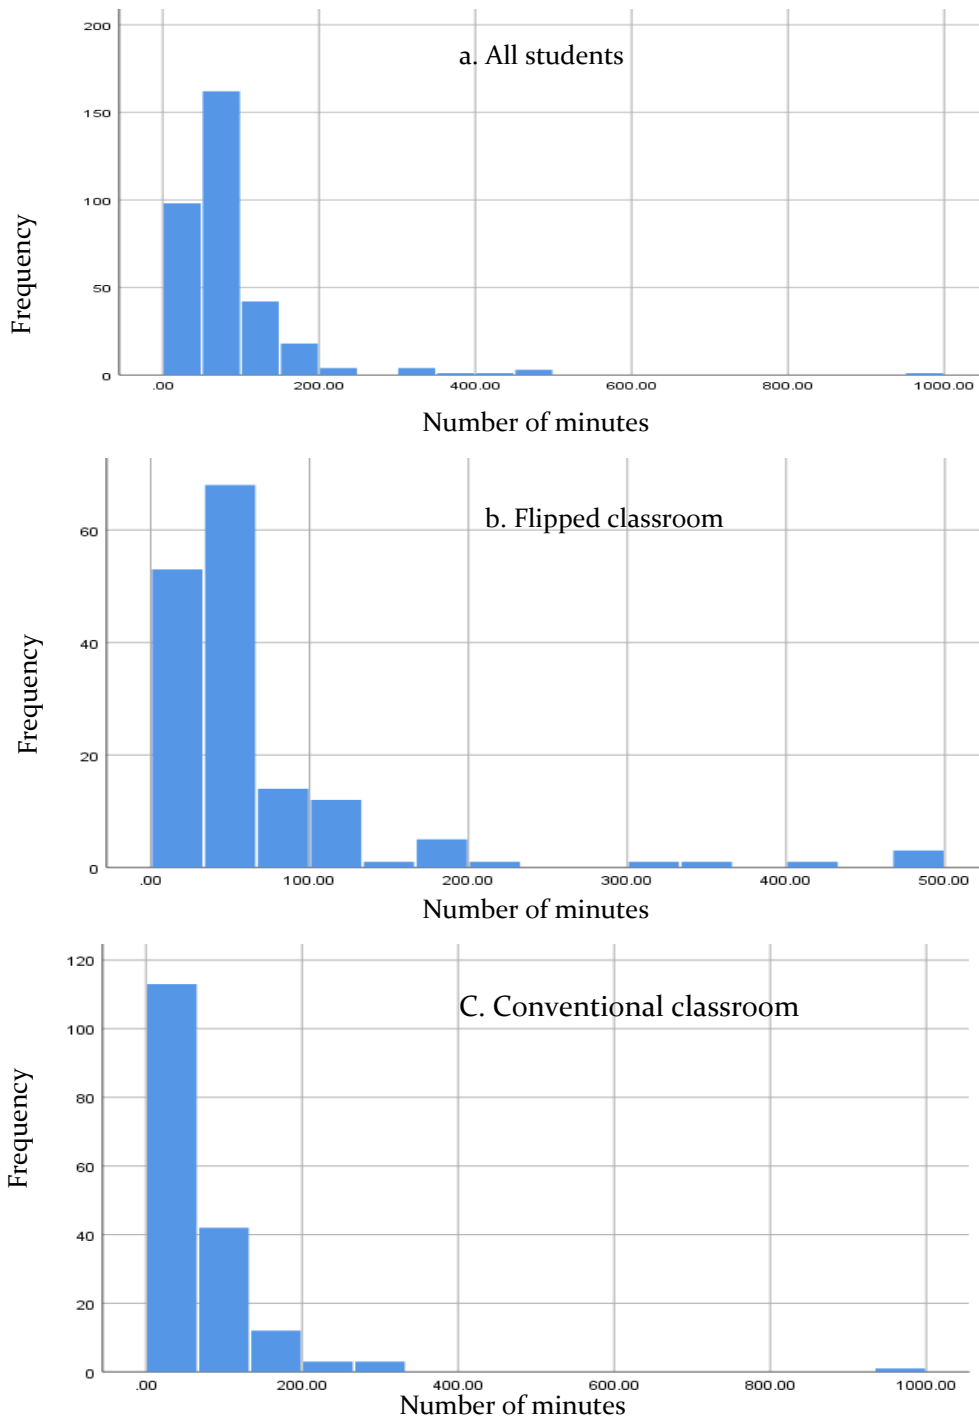 200
a. All students
150
100
Frequency
50
0
.00 200.00 400.00 600.00 800.00 1000.00
Number of minutes
b. Flipped classroom
60
40
Frequency
20
0
.00 100.00 200.00 300.00 400.00 500.00
Number of minutes
120
C. Conventional classroom
100
80
Frequency
60
40
20
0
.00 200.00 400.00 600.00 800.00 1000.00
Number of minutes